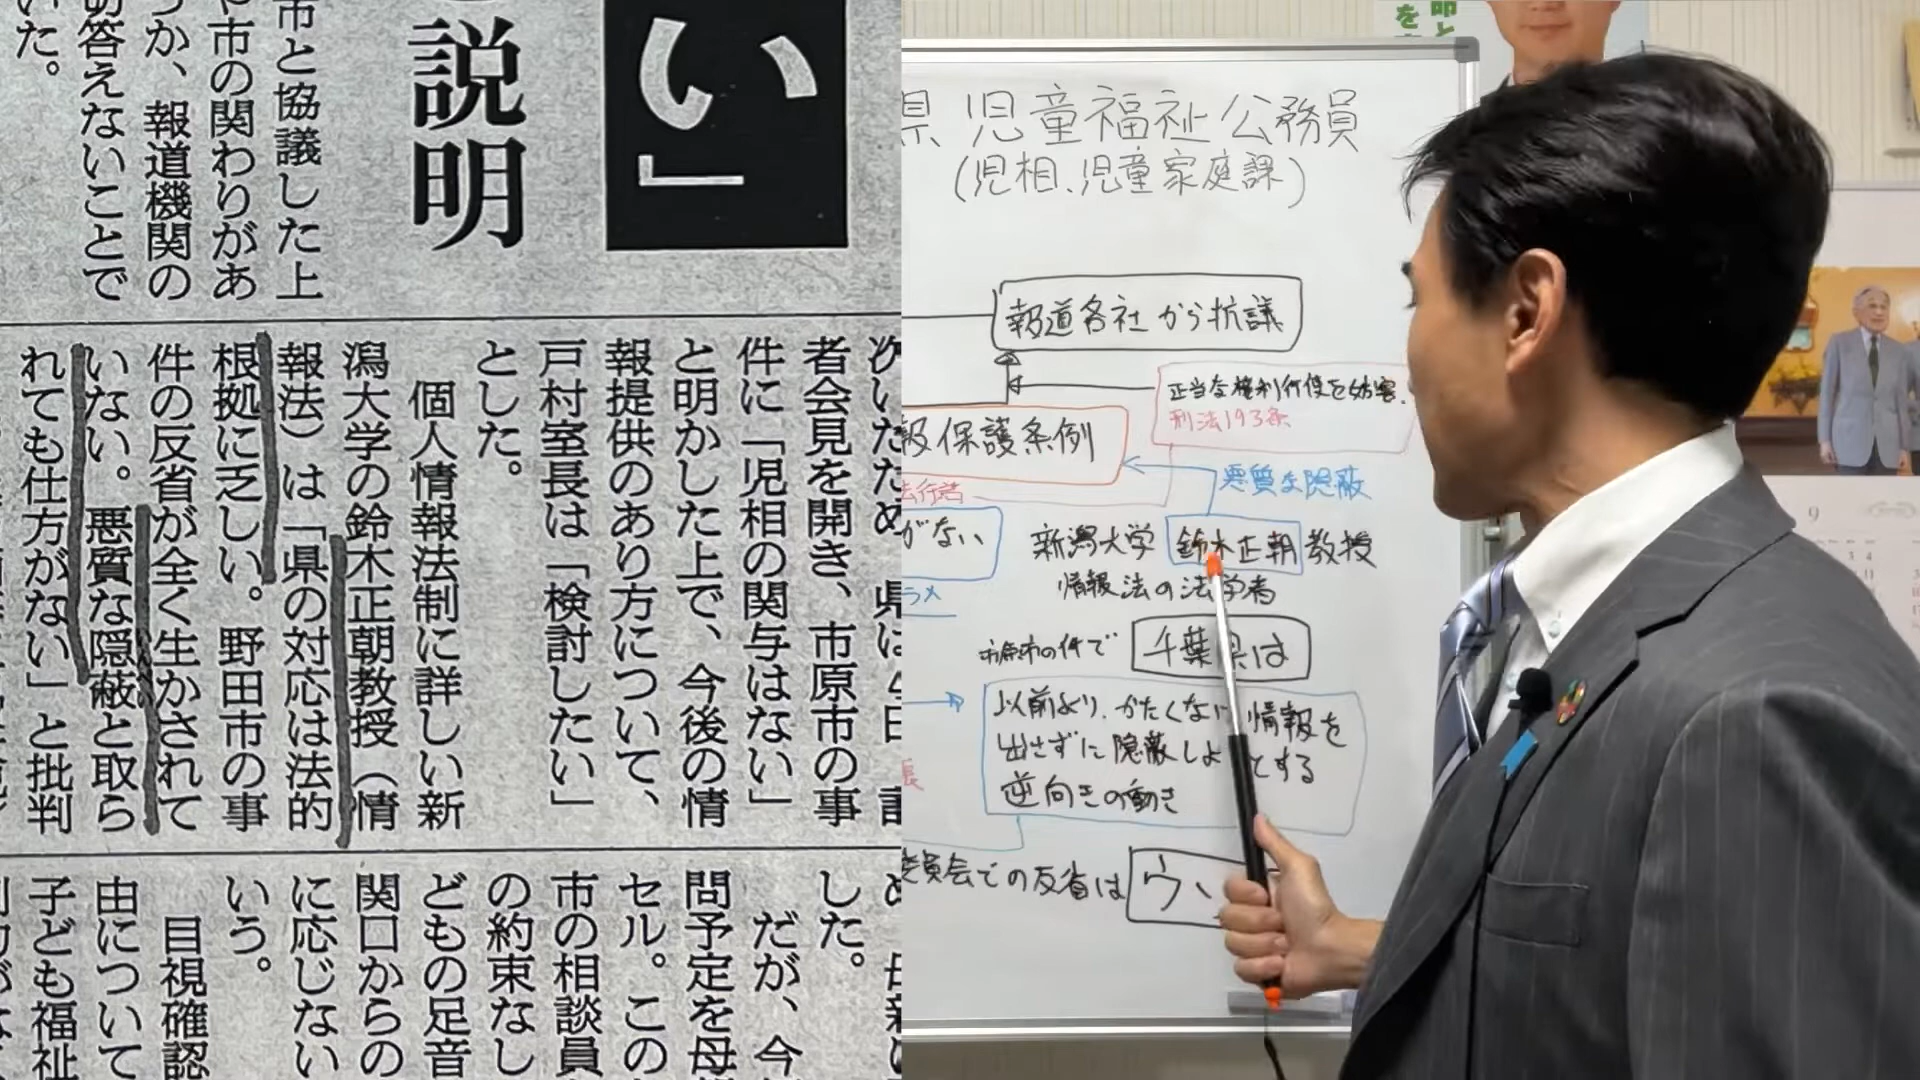 い」
説明
市と協議した上
市の関わりがあ
か、報道機関の
答えないことで
た。
者会見を開き、市原市の事
件に「児相の関与はない」
と明かした上で、今後の情
報提供のあり方について、
戸村室長は「検討したい」
とした。
個人情報法制に詳しい新
潟大学の鈴木正朝教授（情
報法）は「県の対応は法的
根拠に乏しい。野田市の事
件の反省が全く生かされて
いない。悪質な隠蔽と取ら
れても仕方がない」と批判
した。
だが、今
問予定を母
セル。この
市の相談員
の約束なし
どもの足音
関口からの
に応じない
いう。
目視確認
由について
子ども福祉
県 児童福祉公務員
(児相、児童家庭課)
報道各社から抗議
正当な権利行使を妨害.
刑法193条
報保護条例
悪質な隠蔽
がない
新潟大学 鈴木正朝 教授
情報法の法学者
市原市の件で 千葉県は
以前より、かたくなに情報を
出さずに隠蔽しようとする
逆向きの動き
委員会での反省は
ウ、
9